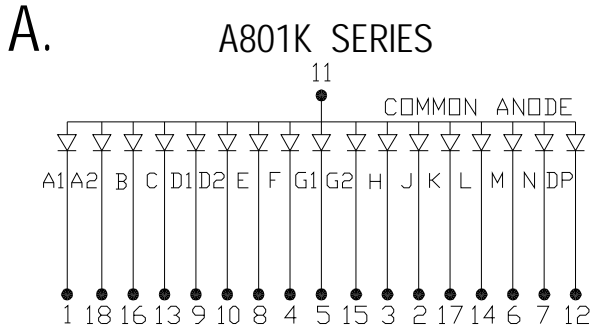 A. A801K SERIES
11
COMMON ANODE
A1 A2 B C D1 D2 E F G1 G2 H J K L M N DP
1 18 16 13 9 10 8 4 5 15 3 2 17 14 6 7 12